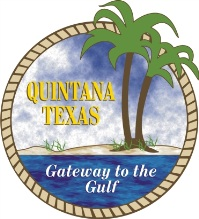 QUINTANA
TEXAS
Gateway to the
Gulf